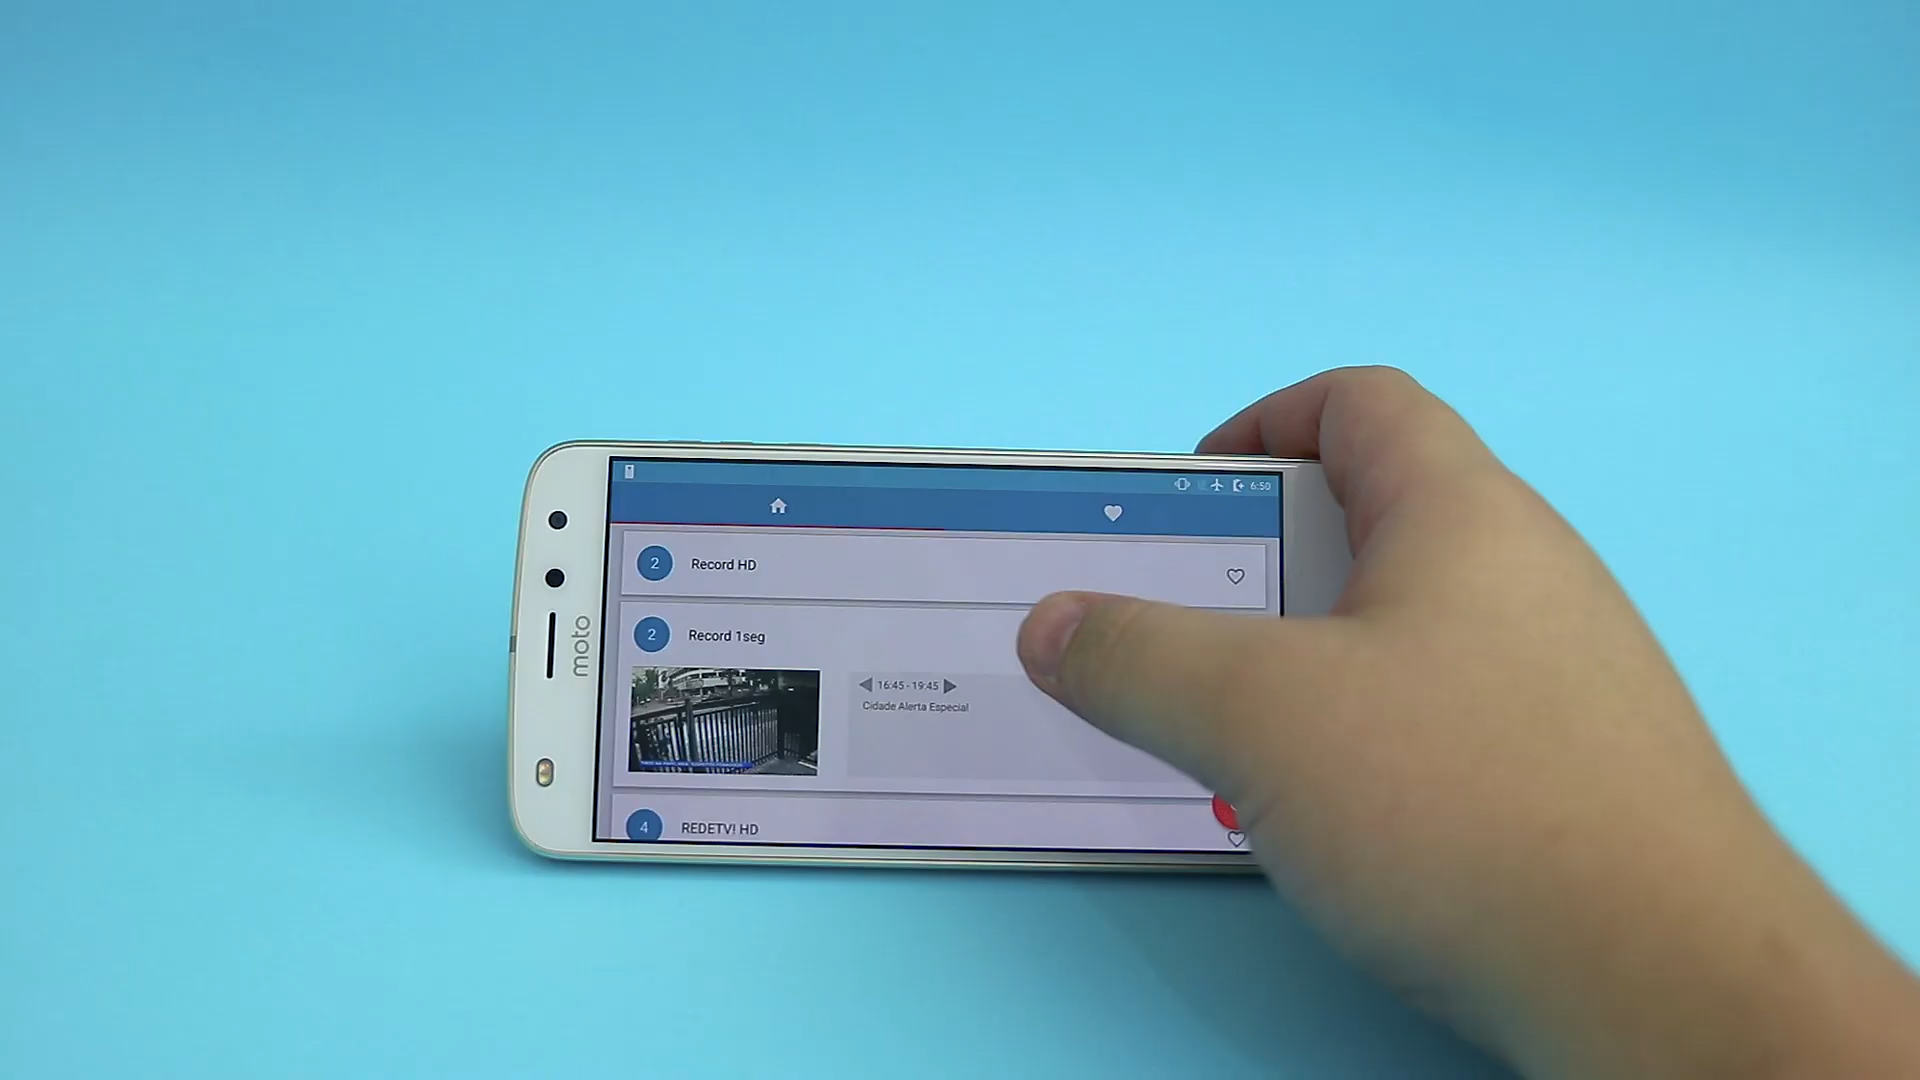 moto
6:50
2 Record HD
2 Record 1seg
16:45 - 19:45
Cidade Alerta Especial
4 REDETV! HD